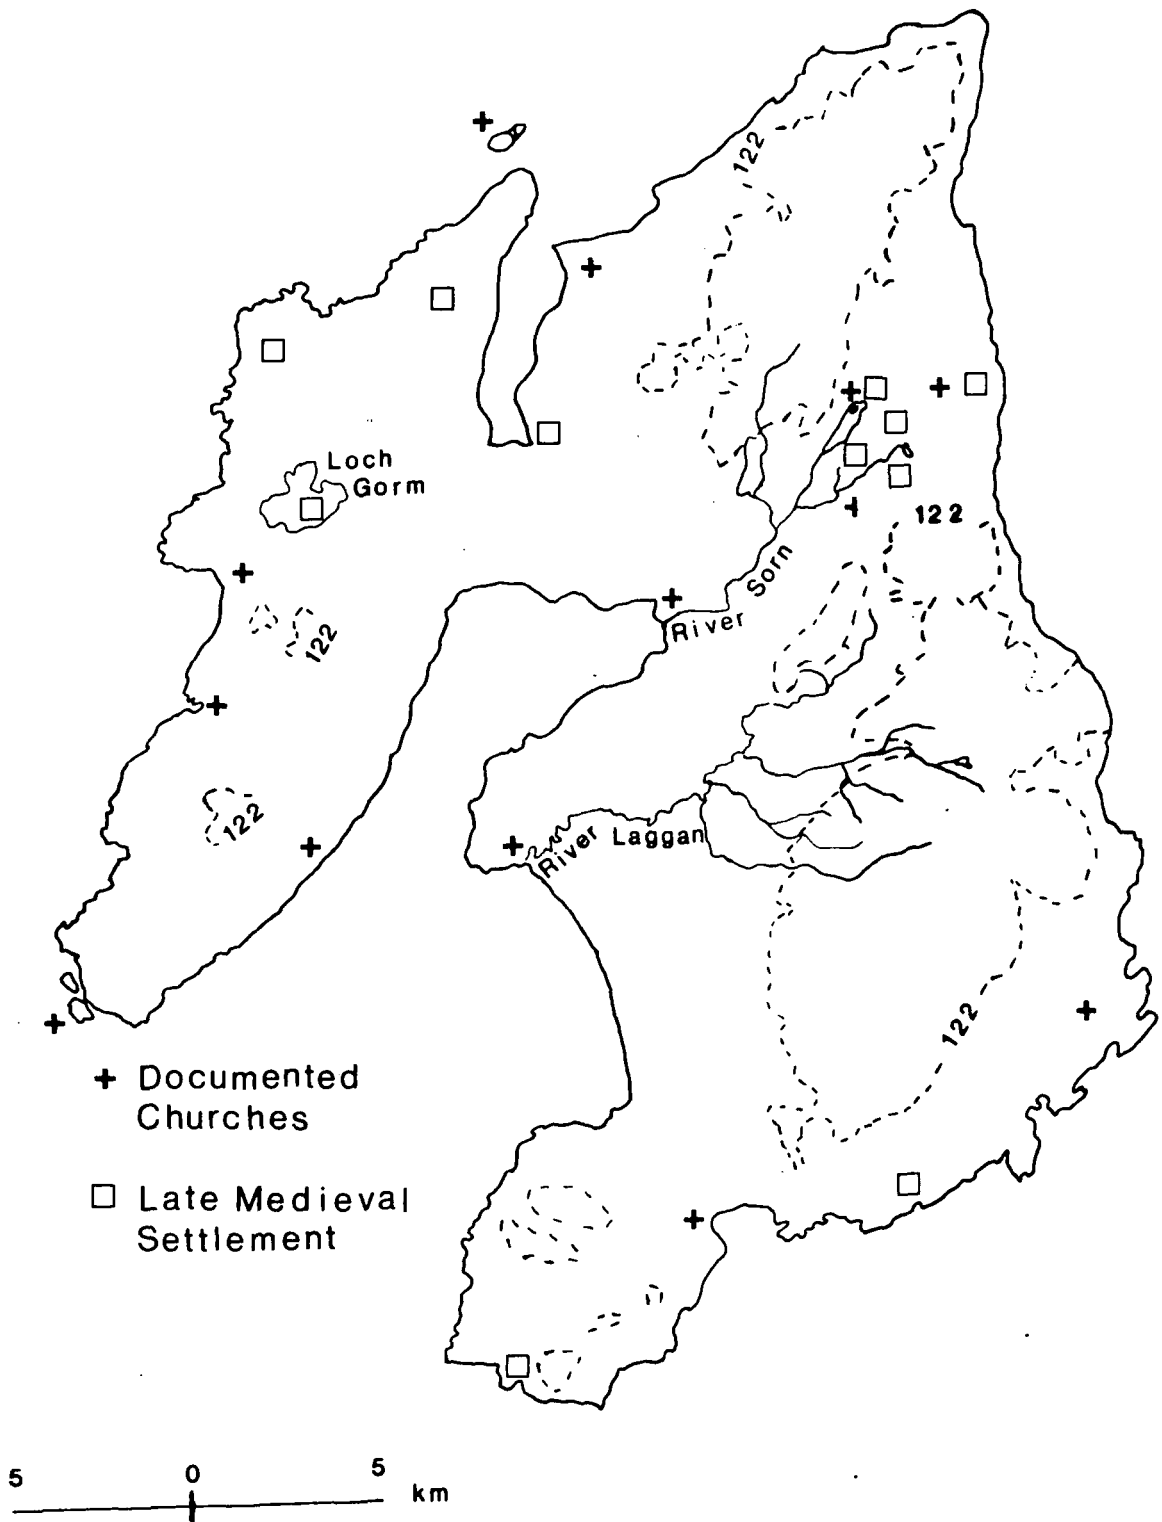 122
Loch
Gorm
122
River Sorn
122
122
River Laggan
122
+ Documented
Churches
□ Late Medieval
Settlement
5 0 5 km